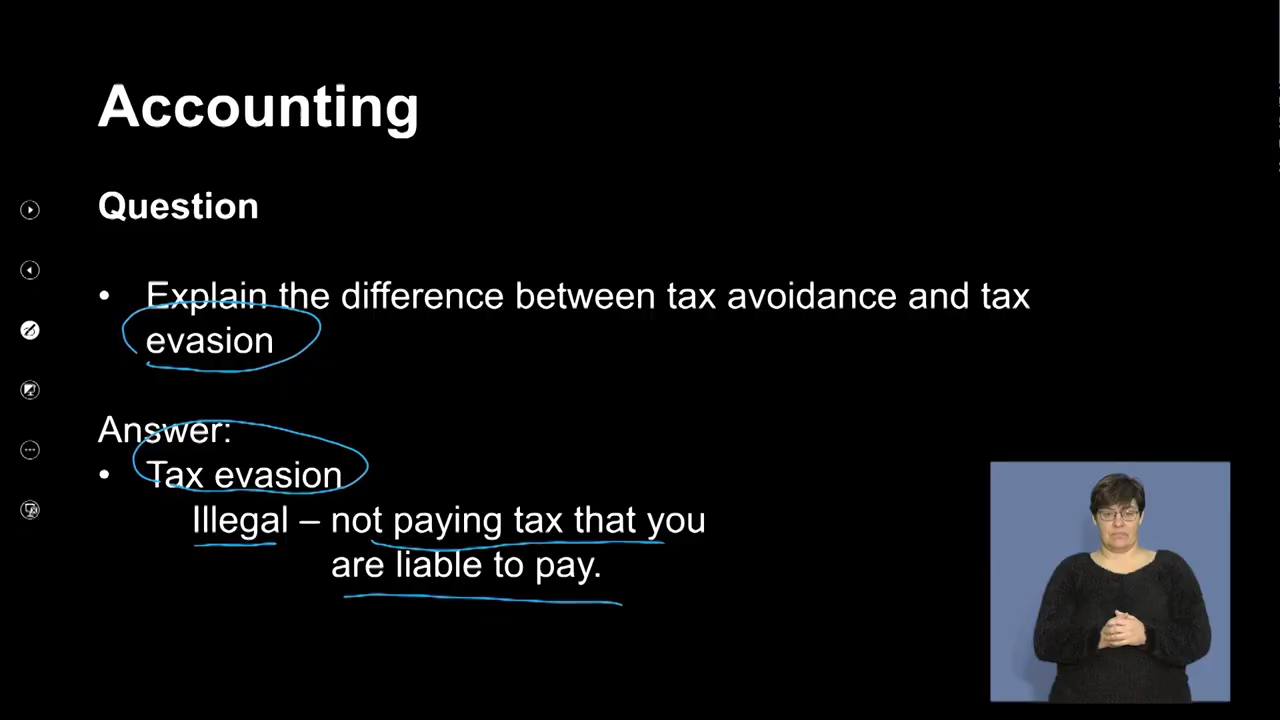 Accounting
Question
• Explain the difference between tax avoidance and tax
evasion
Answer:
• Tax evasion
Illegal – not paying tax that you
are liable to pay.